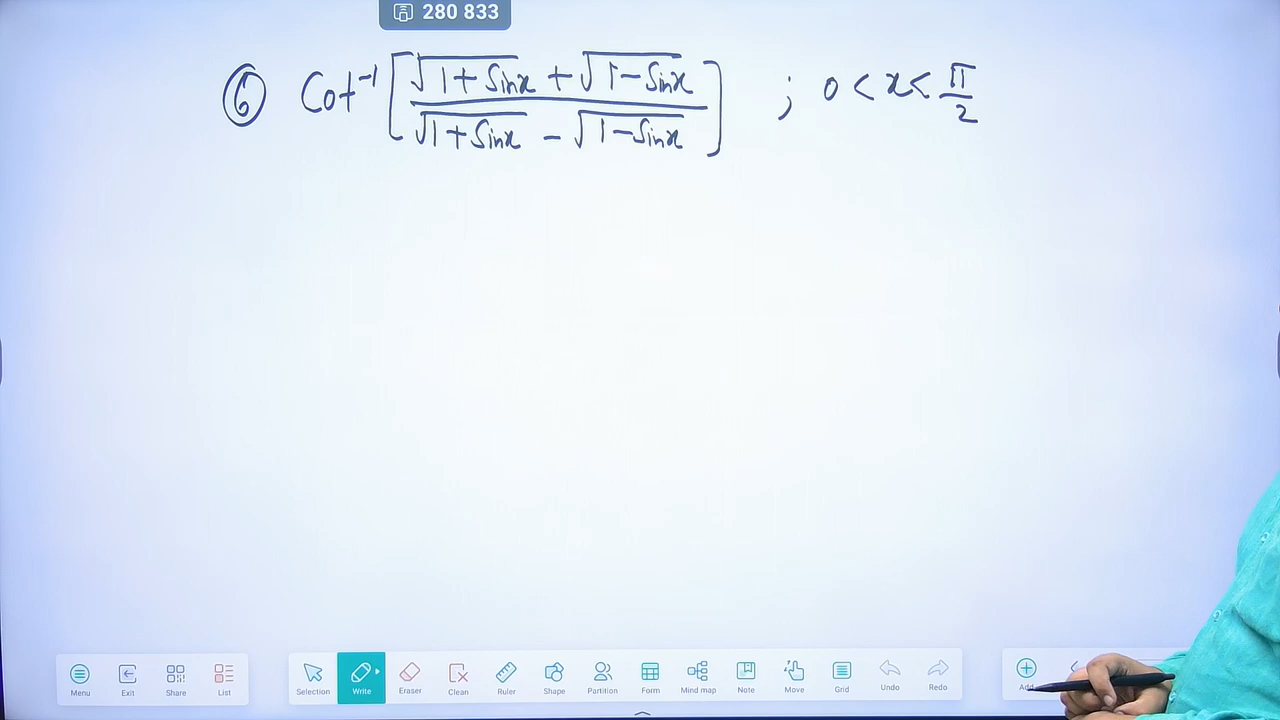 280 833
⑥ Cot⁻¹ [ (√(1+Sinx) + √(1-Sinx)) / (√(1+Sinx) - √(1-Sinx)) ] ; 0 < x < π/2
Menu Exit Share List Selection Write Eraser Clean Ruler Shape Partition Form Mind map Note Move Grid Undo Redo Add